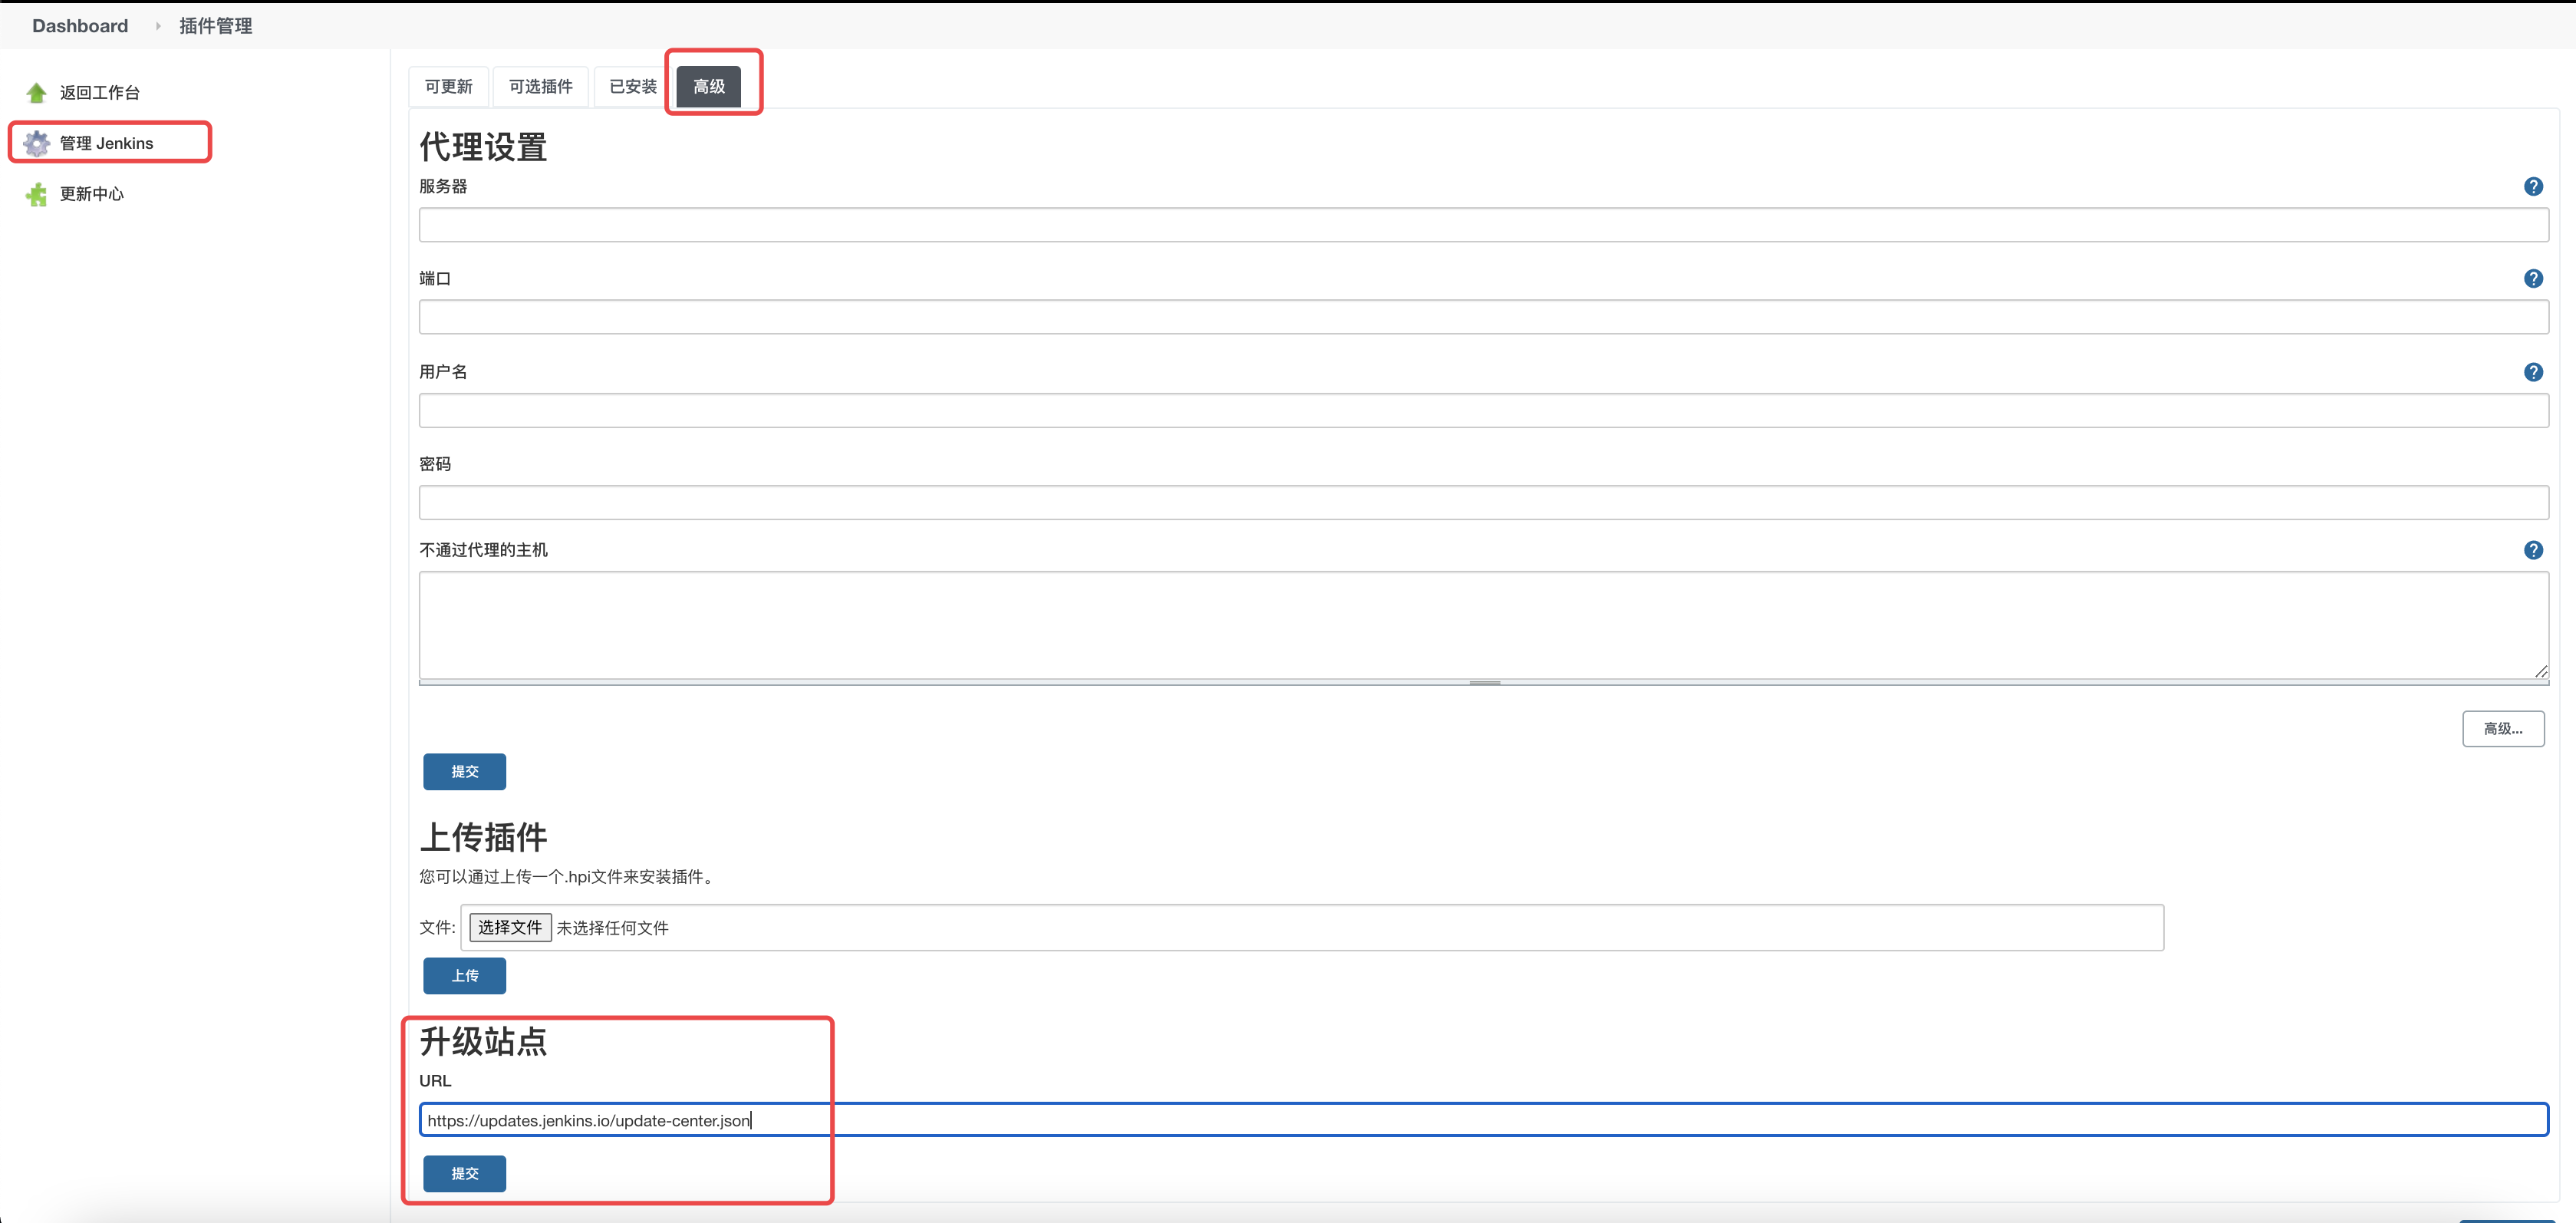 Dashboard 插件管理
返回工作台
管理 Jenkins
更新中心
可更新 可选插件 已安装 高级
代理设置
服务器
端口
用户名
密码
不通过代理的主机
高级...
提交
上传插件
您可以通过上传一个.hpi文件来安装插件。
文件: 选择文件 未选择任何文件
上传
升级站点
URL
https://updates.jenkins.io/update-center.json
提交